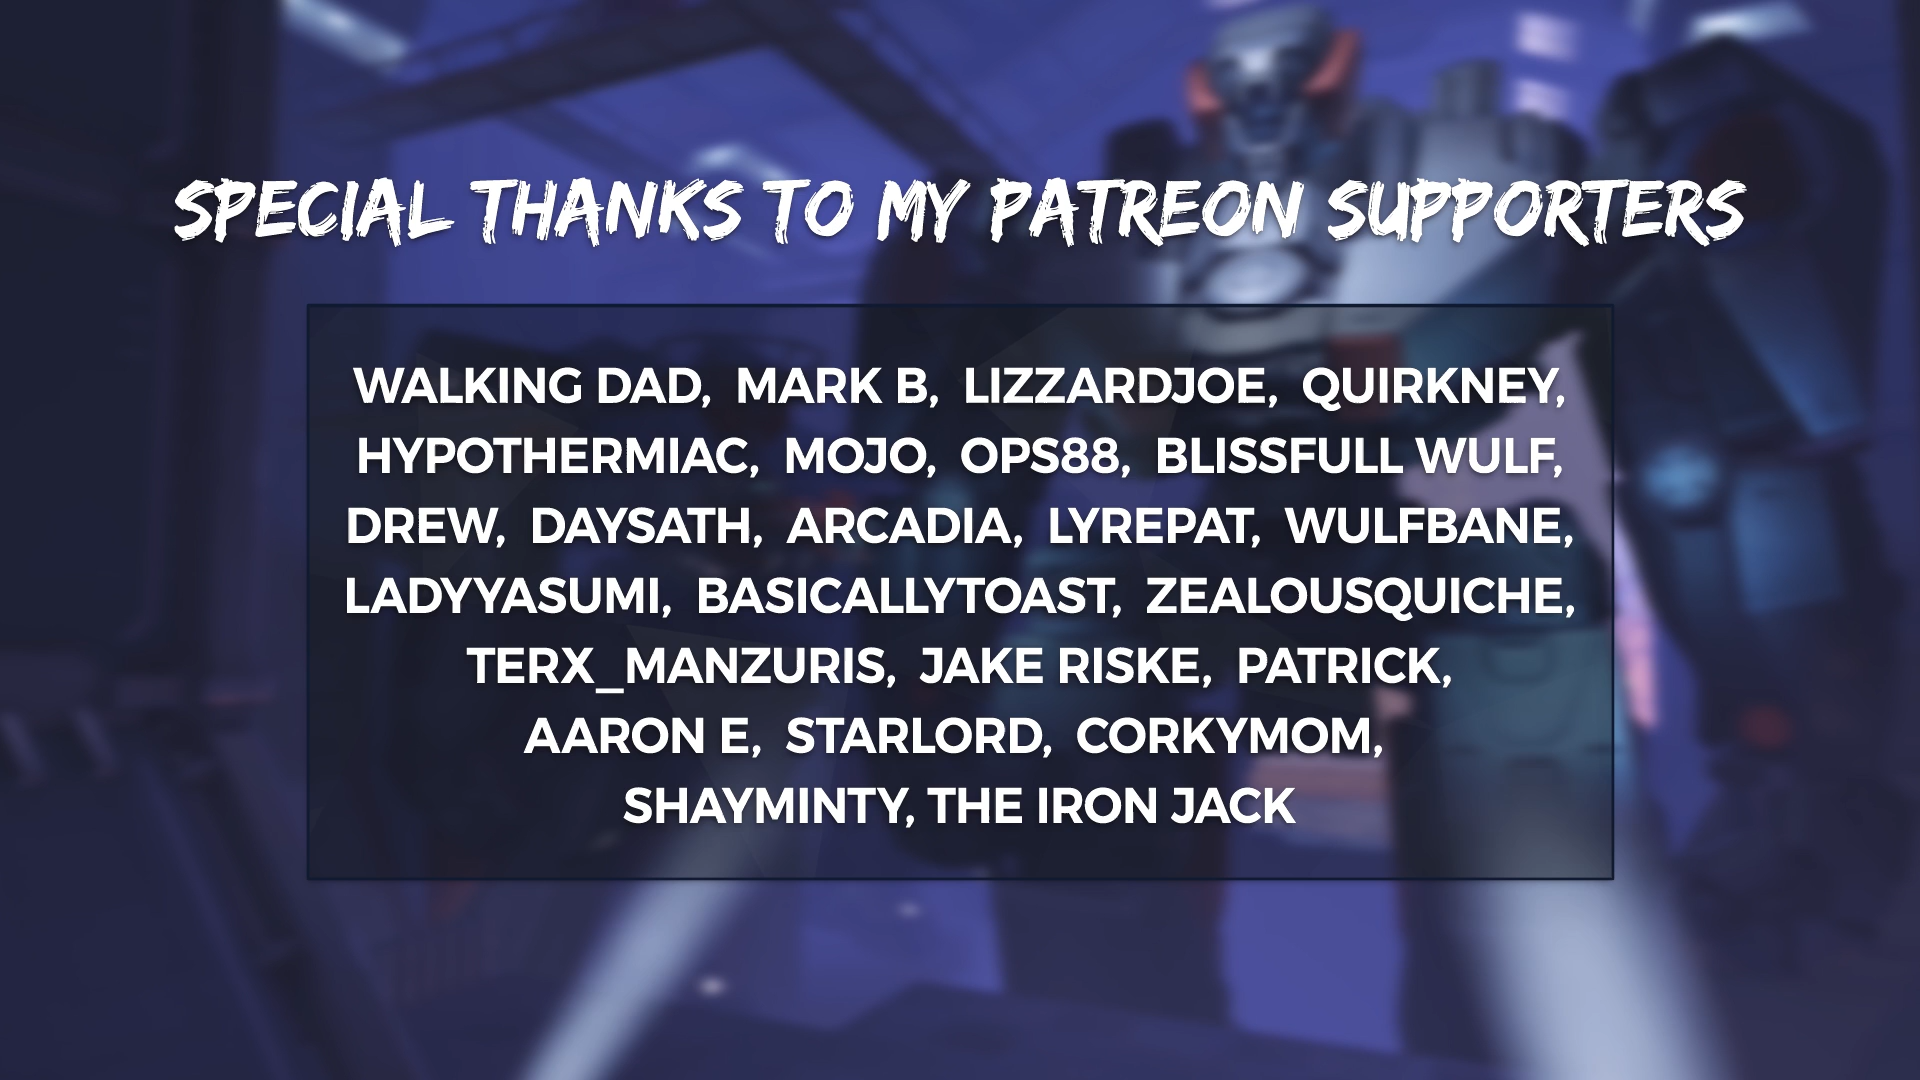 SPECIAL THANKS TO MY PATREON SUPPORTERS
WALKING DAD, MARK B, LIZZARDJOE, QUIRKNEY,
HYPOTHERMIAC, MOJO, OPS88, BLISSFULL WULF,
DREW, DAYSATH, ARCADIA, LYREPAT, WULFBANE,
LADYYASUMI, BASICALLYTOAST, ZEALOUSQUICHE,
TERX_MANZURIS, JAKE RISKE, PATRICK,
AARON E, STARLORD, CORKYMOM,
SHAYMINTY, THE IRON JACK